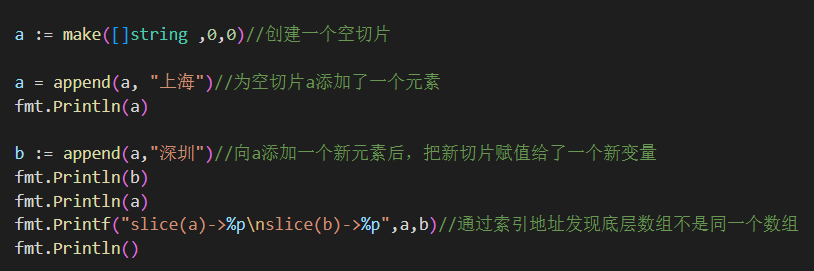 a := make([]string ,0,0)//创建一个空切片
a = append(a, "上海")//为空切片a添加了一个元素
fmt.Println(a)
b := append(a,"深圳")//向a添加一个新元素后，把新切片赋值给了一个新变量
fmt.Println(b)
fmt.Println(a)
fmt.Printf("slice(a)->%p\nslice(b)->%p",a,b)//通过索引地址发现底层数组不是同一个数组
fmt.Println()